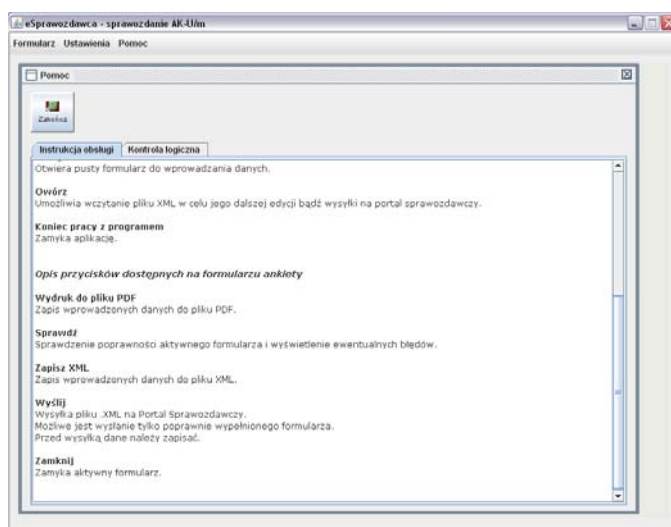 eSprawozdawca - sprawozdanie AK-U/m
Formularz Ustawienia Pomoc
Pomoc
Zamknij
Instrukcja obsługi Kontrola logiczna
Otwiera pusty formularz do wprowadzania danych.
Owórz
Umożliwia wczytanie pliku XML w celu jego dalszej edycji bądź wysyłki na portal sprawozdawczy.
Koniec pracy z programem
Zamyka aplikację.
Opis przycisków dostępnych na formularzu ankiety
Wydruk do pliku PDF
Zapis wprowadzonych danych do pliku PDF.
Sprawdź
Sprawdzenie poprawności aktywnego formularza i wyświetlenie ewentualnych błędów.
Zapisz XML
Zapis wprowadzonych danych do pliku XML.
Wyślij
Wysyłka pliku .XML na Portal Sprawozdawczy.
Możliwe jest wysłanie tylko poprawnie wypełnionego formularza.
Przed wysyłką dane należy zapisać.
Zamknij
Zamyka aktywny formularz.